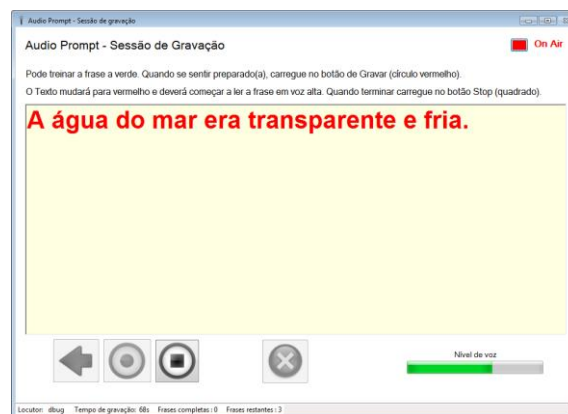 Audio Prompt - Sessão de gravação
Audio Prompt - Sessão de Gravação
On Air
Pode treinar a frase a verde. Quando se sentir preparado(a), carregue no botão de Gravar (círculo vermelho).
O Texto mudará para vermelho e deverá começar a ler a frase em voz alta. Quando terminar carregue no botão Stop (quadrado).
A água do mar era transparente e fria.
Nível de voz
Locutor: dbug Tempo de gravação: 68s Frases completas : 0 Frases restantes : 3